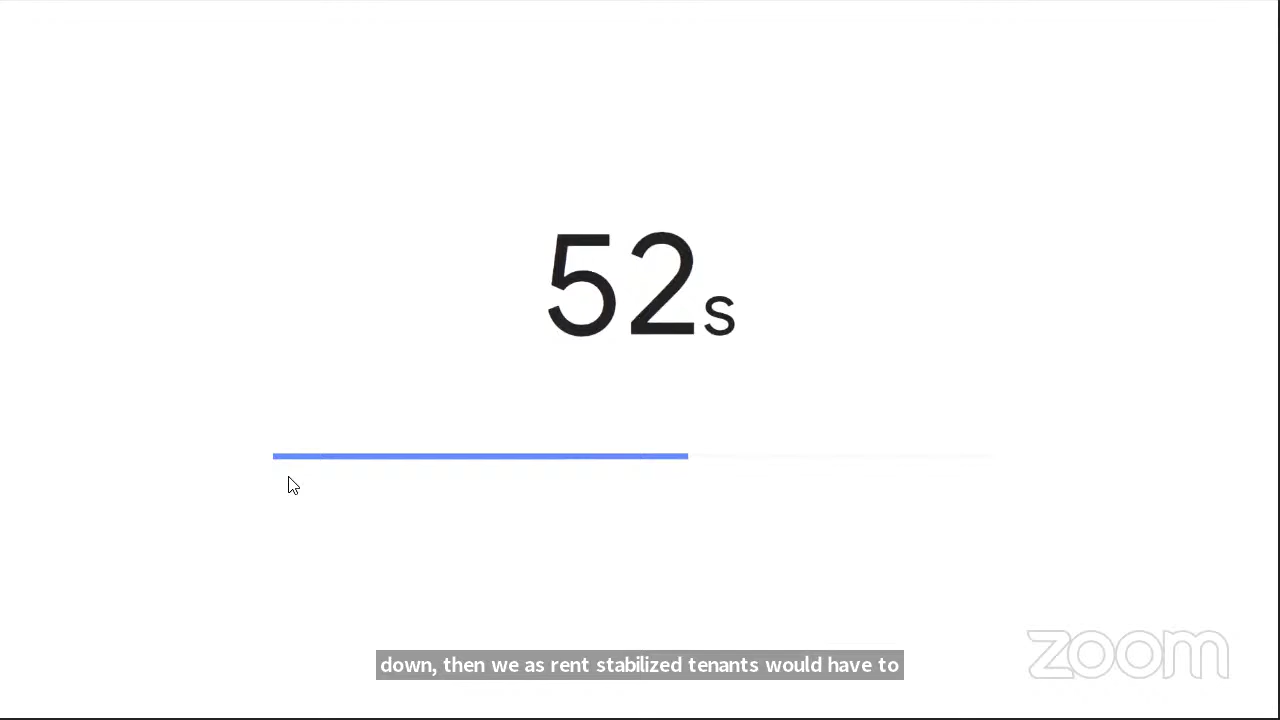 52s
down, then we as rent stabilized tenants would have to
zoom